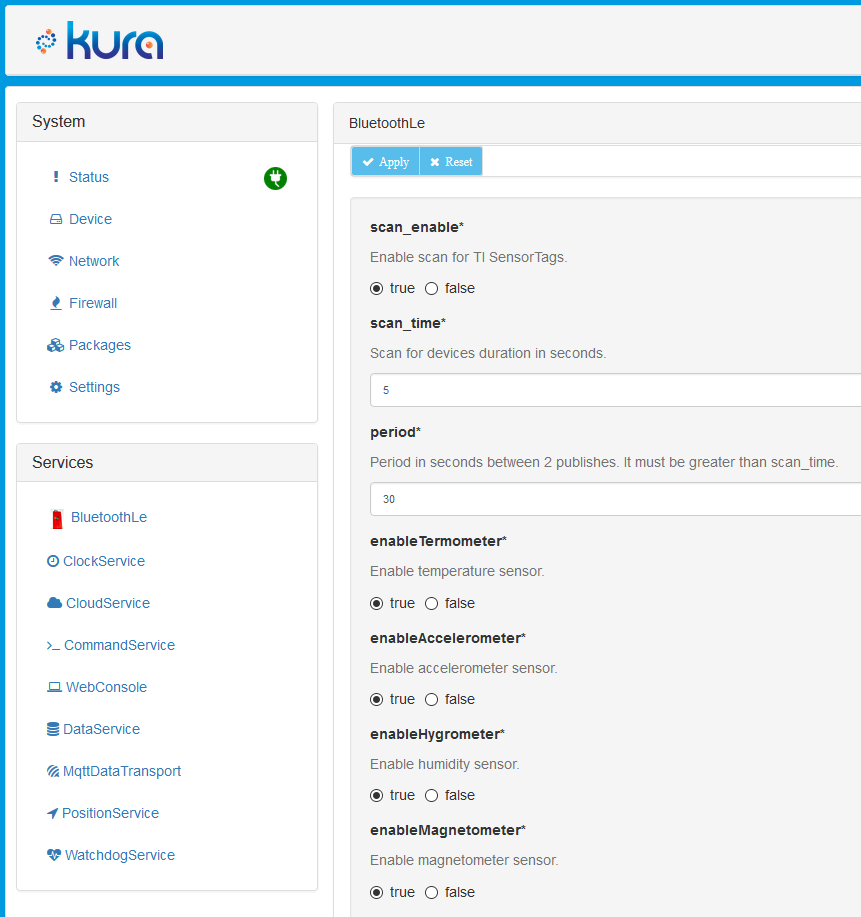 kura
System
Status
Device
Network
Firewall
Packages
Settings
Services
BluetoothLe
ClockService
CloudService
CommandService
WebConsole
DataService
MqttDataTransport
PositionService
WatchdogService
BluetoothLe
Apply Reset
scan_enable*
Enable scan for TI SensorTags.
true false
scan_time*
Scan for devices duration in seconds.
5
period*
Period in seconds between 2 publishes. It must be greater than scan_time.
30
enableTermometer*
Enable temperature sensor.
true false
enableAccelerometer*
Enable accelerometer sensor.
true false
enableHygrometer*
Enable humidity sensor.
true false
enableMagnetometer*
Enable magnetometer sensor.
true false